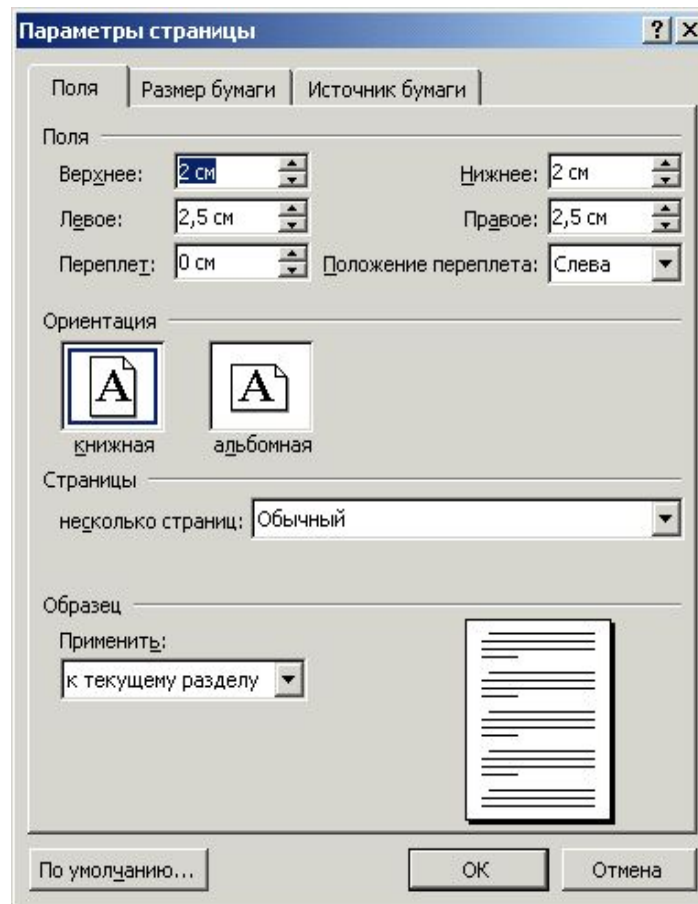 Параметры страницы
Поля Размер бумаги Источник бумаги
Поля
Верхнее: 2 см Нижнее: 2 см
Левое: 2,5 см Правое: 2,5 см
Переплет: 0 см Положение переплета: Слева
Ориентация
A A
книжная альбомная
Страницы
несколько страниц: Обычный
Образец
Применить:
к текущему разделу
По умолчанию... OK Отмена